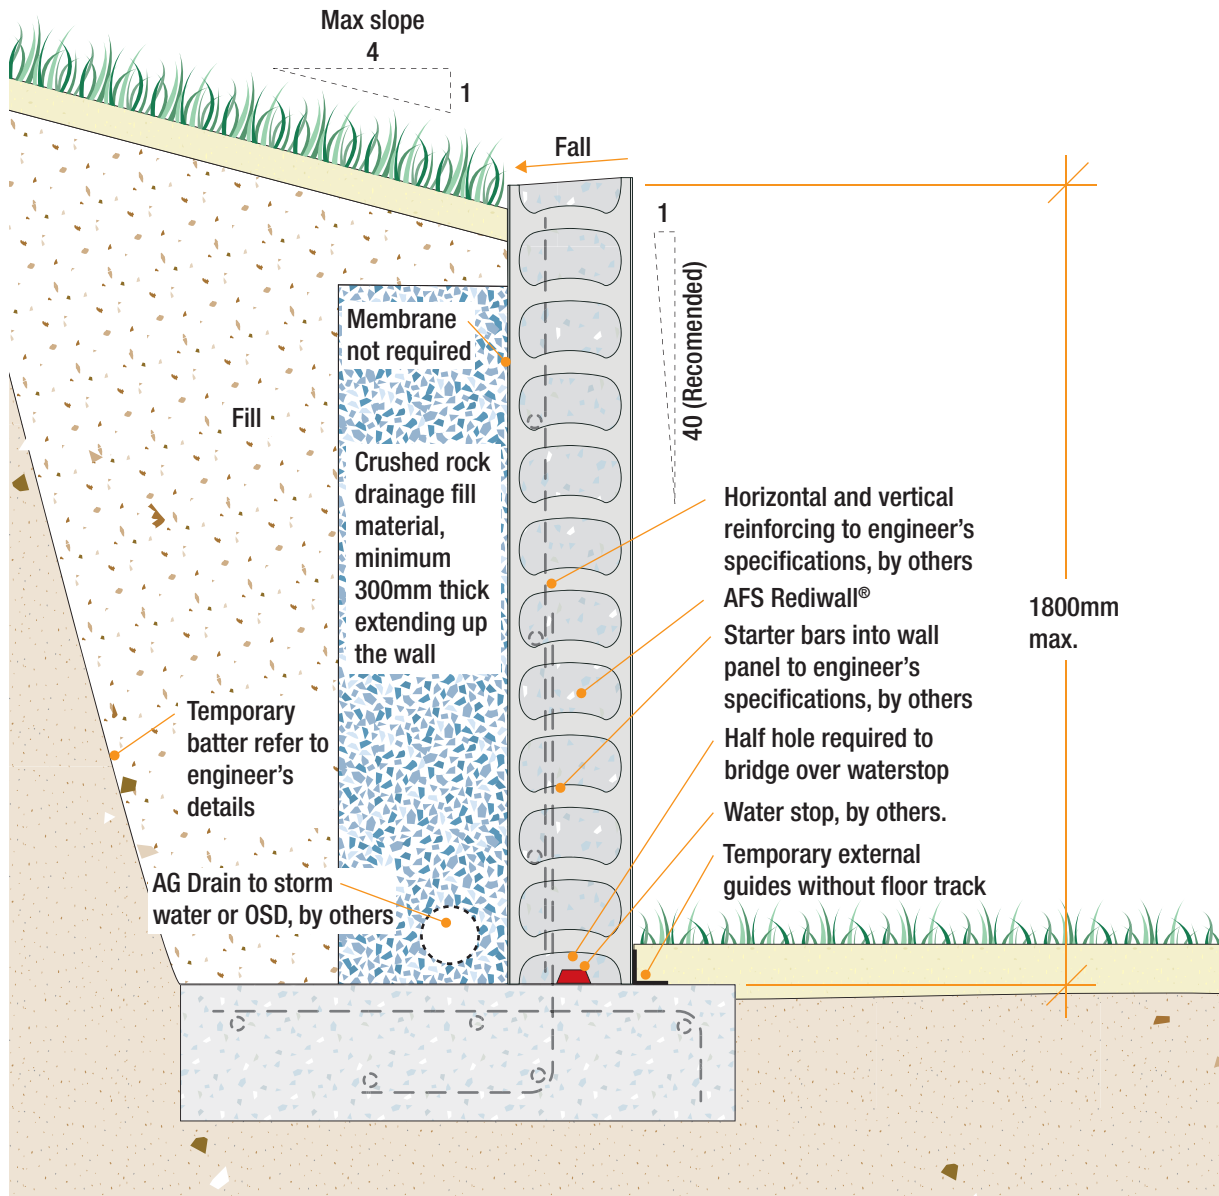 Max slope
4
1
Fall
1
40 (Recomended)
Membrane
not required
Fill
Crushed rock
drainage fill
material,
minimum
300mm thick
extending up
the wall
Horizontal and vertical
reinforcing to engineer's
specifications, by others
AFS Rediwall®
Starter bars into wall
panel to engineer's
specifications, by others
1800mm
max.
Temporary
batter refer to
engineer's
details
Half hole required to
bridge over waterstop
Water stop, by others.
Temporary external
guides without floor track
AG Drain to storm
water or OSD, by others